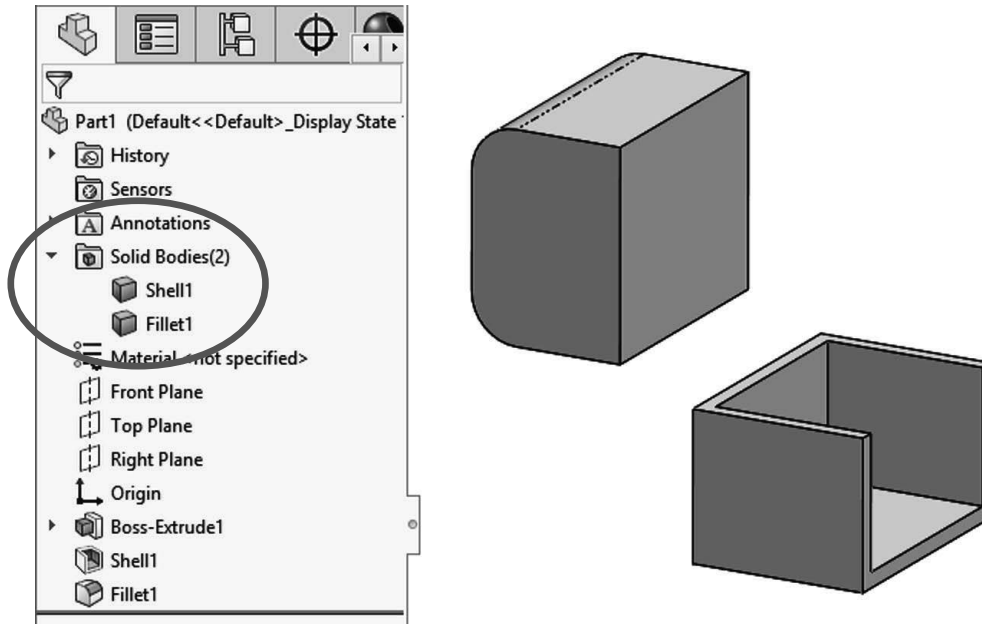 Part1 (Default<<Default>_Display State
History
Sensors
A Annotations
Solid Bodies(2)
Shell1
Fillet1
Material <not specified>
Front Plane
Top Plane
Right Plane
Origin
Boss-Extrude1
Shell1
Fillet1